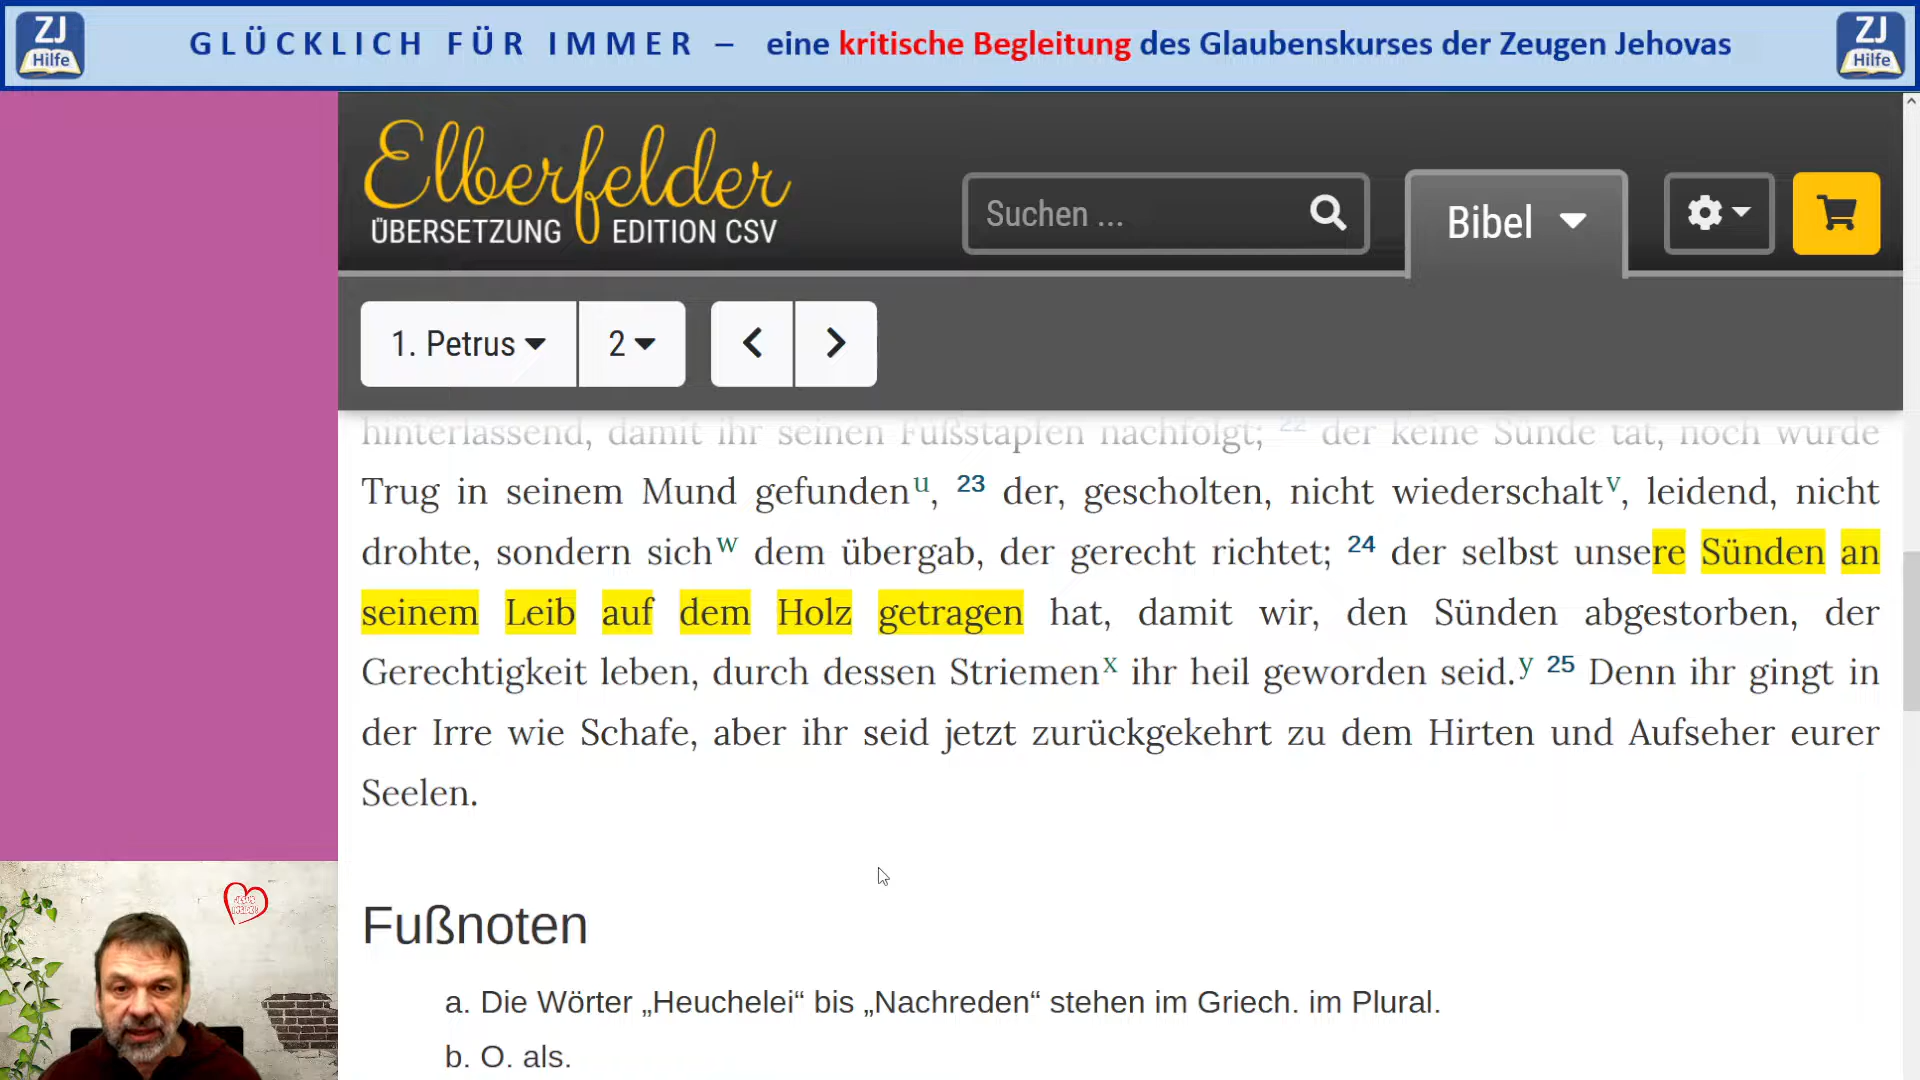 ZJ
Hilfe
GLÜCKLICH FÜR IMMER – eine kritische Begleitung des Glaubenskurses der Zeugen Jehovas
ZJ
Hilfe
Elberfelder
ÜBERSETZUNG EDITION CSV
Suchen ...
Bibel
1. Petrus
2
hinterlassend, damit ihr seinen Fußstapfen nachfolgt; 22 der keine Sünde tat, noch wurde
Trug in seinem Mund gefunden u, 23 der, gescholten, nicht wiederschalt v, leidend, nicht
drohte, sondern sich w dem übergab, der gerecht richtet; 24 der selbst unsere Sünden an
seinem Leib auf dem Holz getragen hat, damit wir, den Sünden abgestorben, der
Gerechtigkeit leben, durch dessen Striemen x ihr heil geworden seid. y 25 Denn ihr gingt in
der Irre wie Schafe, aber ihr seid jetzt zurückgekehrt zu dem Hirten und Aufseher eurer
Seelen.
Fußnoten
a. Die Wörter „Heuchelei“ bis „Nachreden“ stehen im Griech. im Plural.
b. O. als.